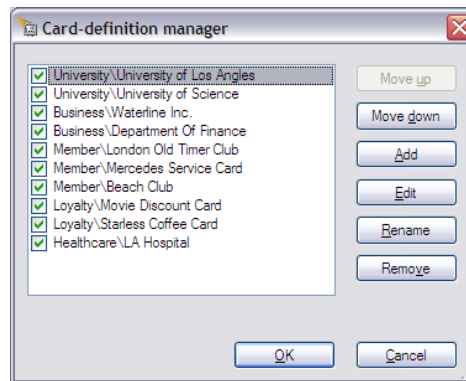 Card-definition manager
University\University of Los Angles
University\University of Science
Business\Waterline Inc.
Business\Department Of Finance
Member\London Old Timer Club
Member\Mercedes Service Card
Member\Beach Club
Loyalty\Movie Discount Card
Loyalty\Starless Coffee Card
Healthcare\LA Hospital
Move up
Move down
Add
Edit
Rename
Remove
OK
Cancel